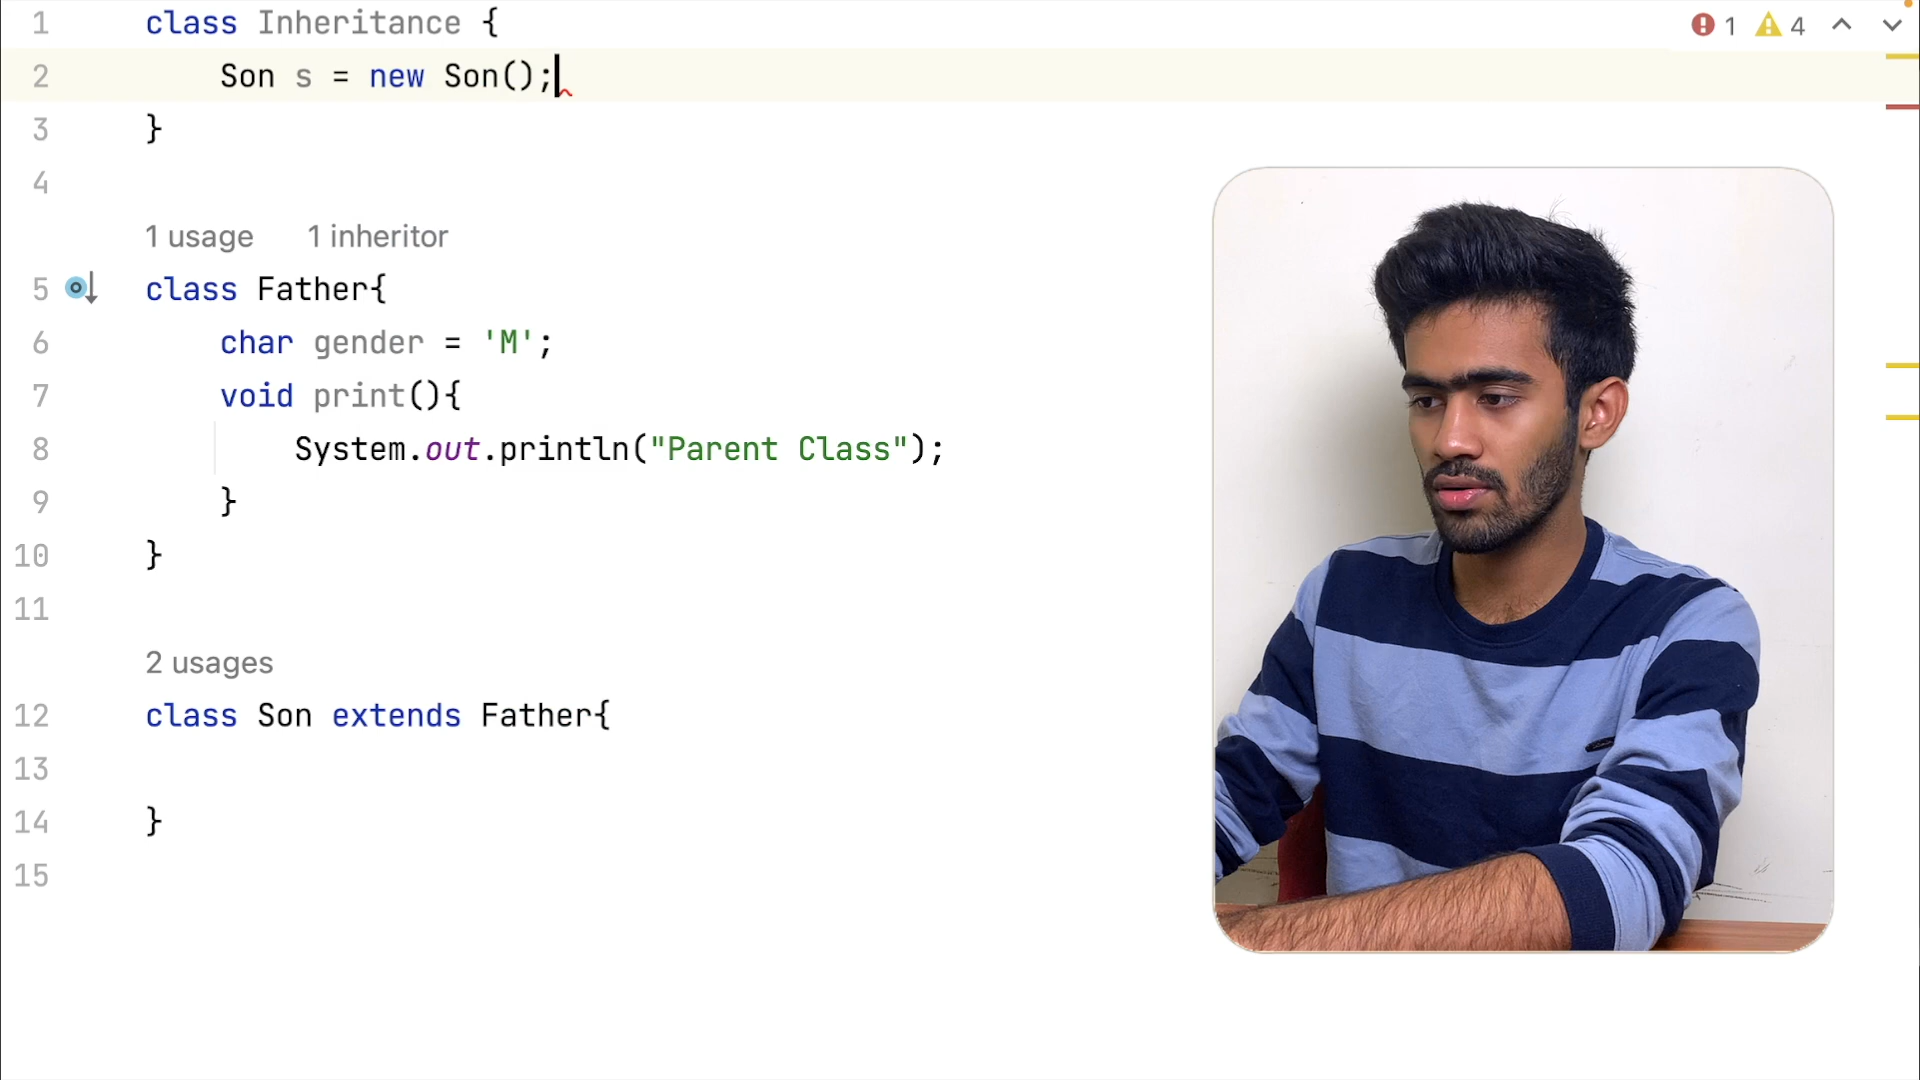 1 class Inheritance {
1 4
2 Son s = new Son();
3 }
4
1 usage 1 inheritor
5 class Father{
6 char gender = 'M';
7 void print(){
8 System.out.println("Parent Class");
9 }
10 }
11
2 usages
12 class Son extends Father{
13
14 }
15